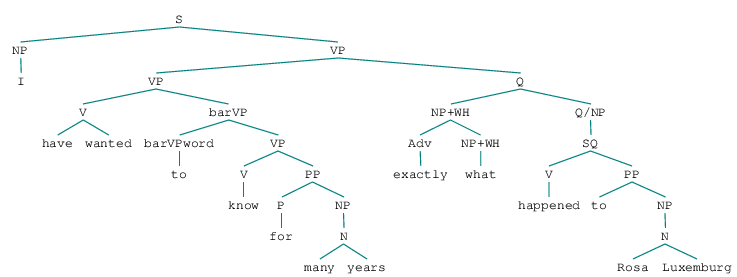 S
NP VP
I VP Q
V barVP NP+WH Q/NP
have wanted barVPword VP Adv NP+WH SQ
to V PP exactly what V PP
know P NP happened to NP
for N N
many years Rosa Luxemburg